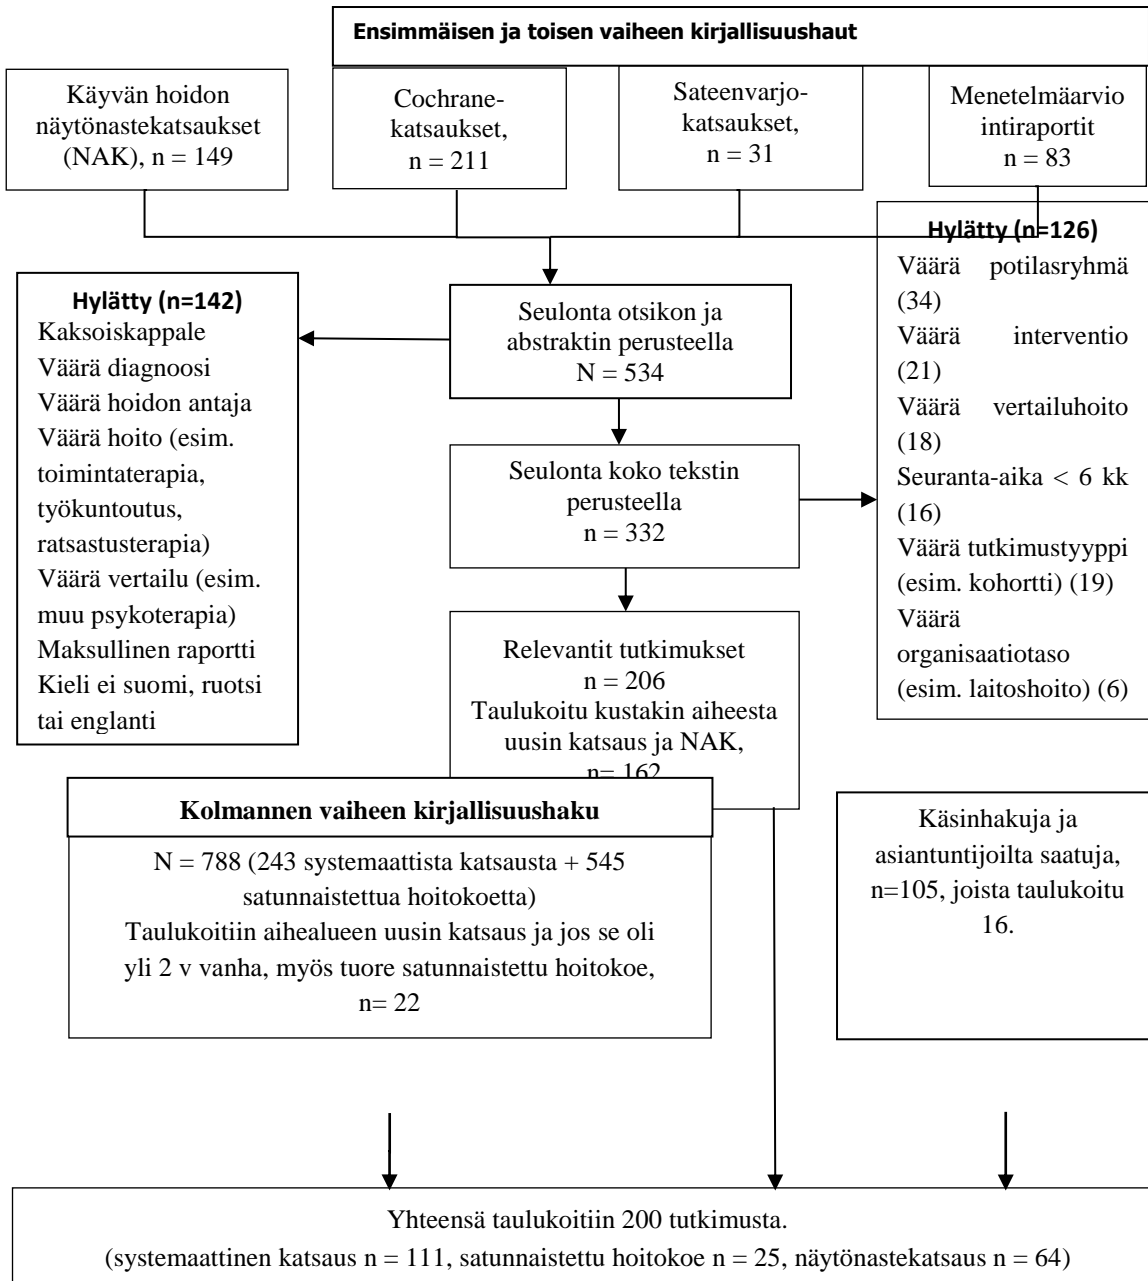 Ensimmäisen ja toisen vaiheen kirjallisuushaut
Käyvän hoidon
näytönastekatsaukset
(NAK), n = 149
Cochrane-
katsaukset,
n = 211
Sateenvarjo-
katsaukset,
n = 31
Menetelmäarvio
intiraportit
n = 83
Hylätty (n=142)
Kaksoiskappale
Väärä diagnoosi
Väärä hoidon antaja
Väärä hoito (esim.
toimintaterapia,
työkuntoutus,
ratsastusterapia)
Väärä vertailu (esim.
muu psykoterapia)
Maksullinen raportti
Kieli ei suomi, ruotsi
tai englanti
Seulonta otsikon ja
abstraktin perusteella
N = 534
Hylätty (n=126)
Väärä potilasryhmä
(34)
Väärä interventio
(21)
Väärä vertailuhoito
(18)
Seuranta-aika < 6 kk
(16)
Väärä tutkimustyyppi
(esim. kohortti) (19)
Väärä
organisaatiotaso
(esim. laitoshoito) (6)
Seulonta koko tekstin
perusteella
n = 332
Relevantit tutkimukset
n = 206
Taulukoitu kustakin aiheesta
uusin katsaus ja NAK,
n= 162
Kolmannen vaiheen kirjallisuushaku
N = 788 (243 systemaattista katsausta + 545
satunnaistettua hoitokoetta)
Taulukoitiin aihealueen uusin katsaus ja jos se oli
yli 2 v vanha, myös tuore satunnaistettu hoitokoe,
n= 22
Käsinhakuja ja
asiantuntijoilta saatuja,
n=105, joista taulukoitu
16.
Yhteensä taulukoitiin 200 tutkimusta.
(systemaattinen katsaus n = 111, satunnaistettu hoitokoe n = 25, näytönastekatsaus n = 64)